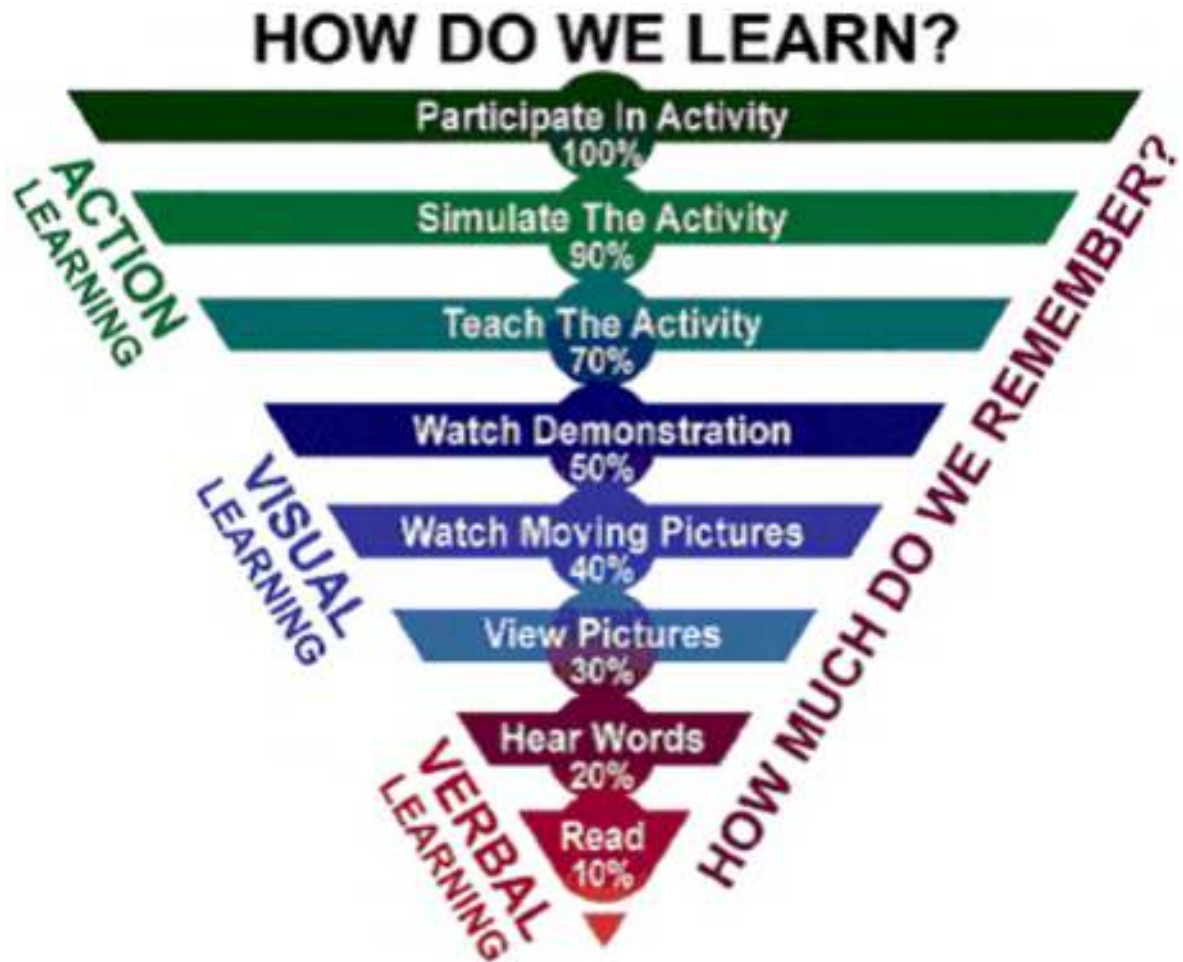 HOW DO WE LEARN?
Participate In Activity
100%
Simulate The Activity
90%
Teach The Activity
70%
Watch Demonstration
50%
Watch Moving Pictures
40%
View Pictures
30%
Hear Words
20%
Read
10%
ACTION
LEARNING
VISUAL
LEARNING
VERBAL
LEARNING
HOW MUCH DO WE REMEMBER?